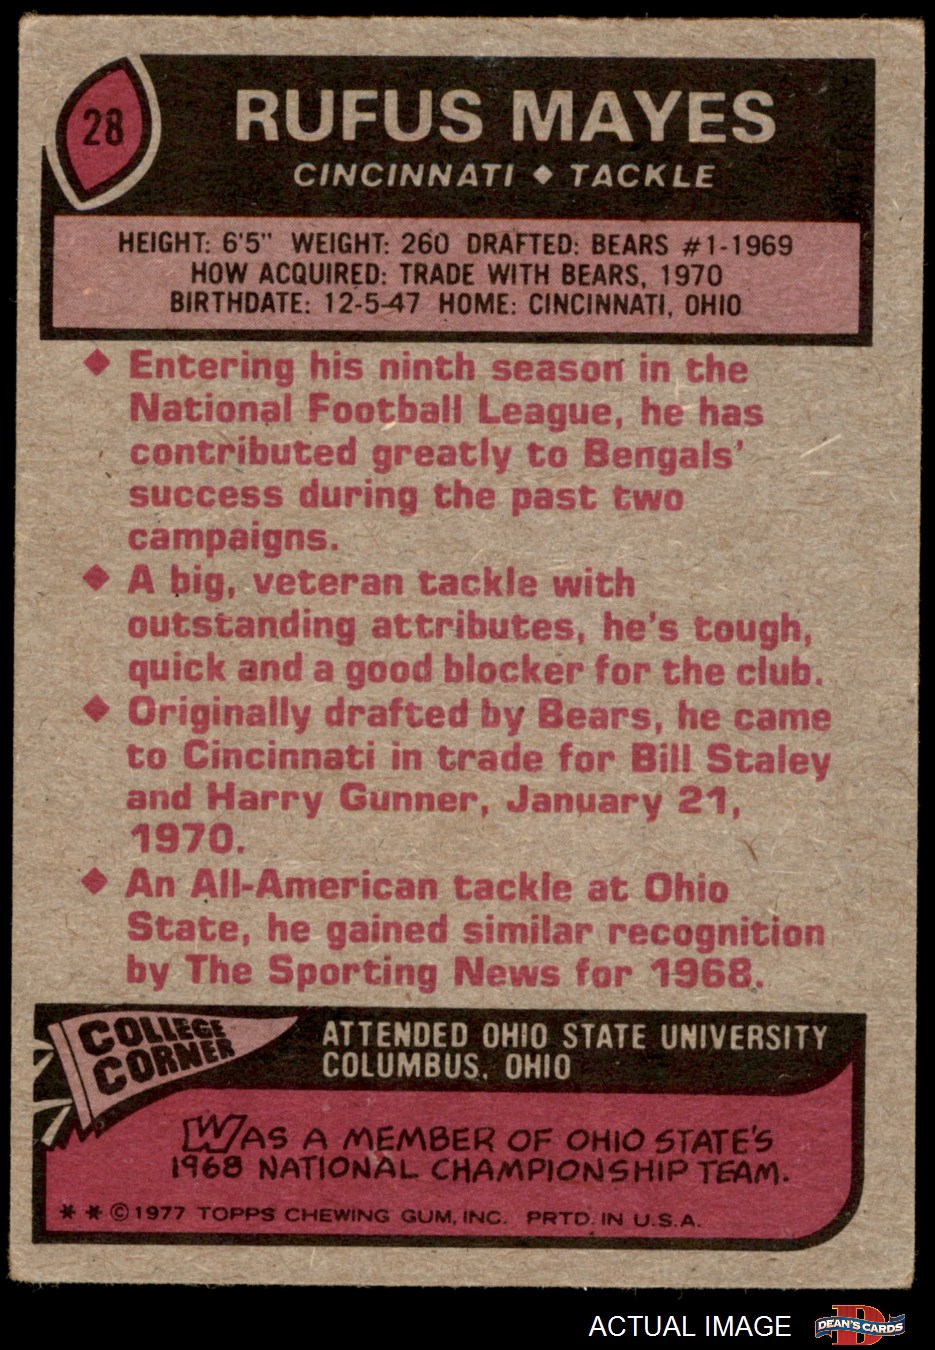 28
RUFUS MAYES
CINCINNATI ◆ TACKLE
HEIGHT: 6'5" WEIGHT: 260 DRAFTED: BEARS #1-1969
HOW ACQUIRED: TRADE WITH BEARS, 1970
BIRTHDATE: 12-5-47 HOME: CINCINNATI, OHIO
◆ Entering his ninth season in the
National Football League, he has
contributed greatly to Bengals'
success during the past two
campaigns.
◆ A big, veteran tackle with
outstanding attributes, he's tough,
quick and a good blocker for the club.
◆ Originally drafted by Bears, he came
to Cincinnati in trade for Bill Staley
and Harry Gunner, January 21,
1970.
◆ An All-American tackle at Ohio
State, he gained similar recognition
by The Sporting News for 1968.
COLLEGE
CORNER
ATTENDED OHIO STATE UNIVERSITY
COLUMBUS, OHIO
WAS A MEMBER OF OHIO STATE'S
1968 NATIONAL CHAMPIONSHIP TEAM.
* * © 1977 TOPPS CHEWING GUM, INC. PRTD. IN U.S.A.
ACTUAL IMAGE
D
DEAN'S CARDS